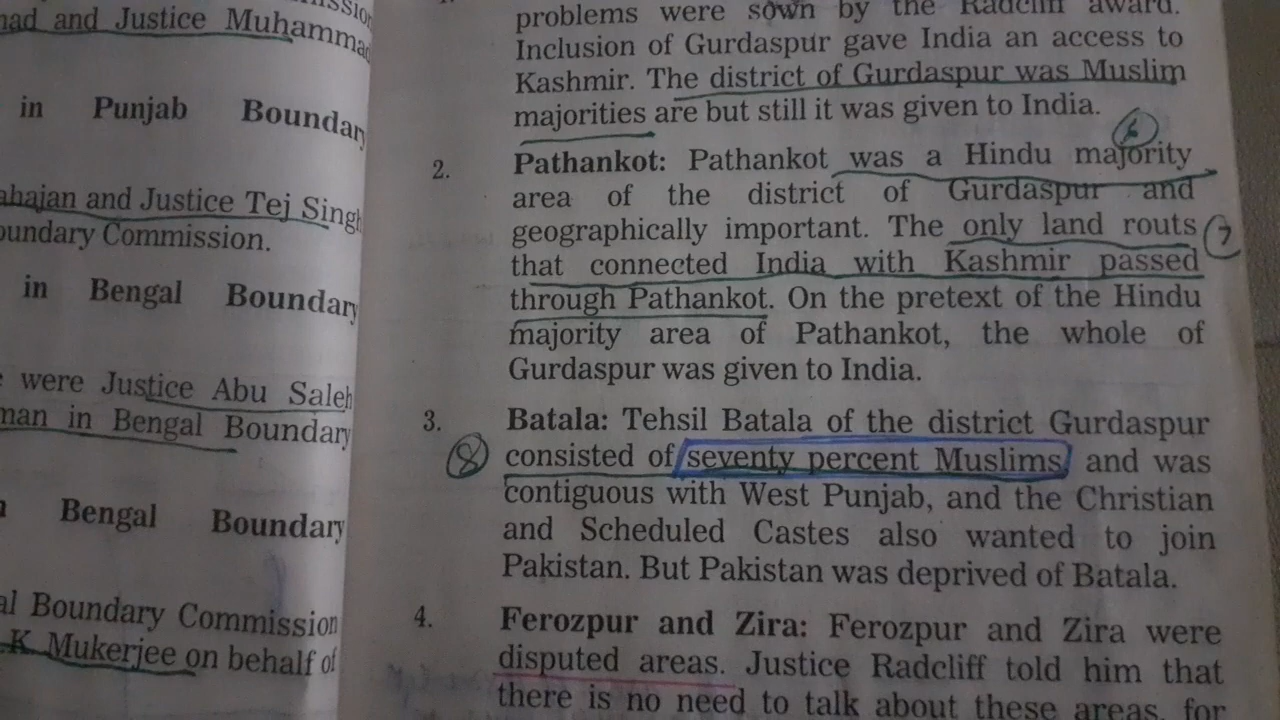 ad and Justice Muhammad
in Punjab Boundary
ahajan and Justice Tej Singh
oundary Commission.
in Bengal Boundary
were Justice Abu Saleh
man in Bengal Boundary
Bengal Boundary
al Boundary Commission
K Mukerjee on behalf of
problems were sown by the Radcliff award.
Inclusion of Gurdaspur gave India an access to
Kashmir. The district of Gurdaspur was Muslim
majorities are but still it was given to India.
6
2. Pathankot: Pathankot was a Hindu majority
area of the district of Gurdaspur and
geographically important. The only land routs
7
that connected India with Kashmir passed
through Pathankot. On the pretext of the Hindu
majority area of Pathankot, the whole of
Gurdaspur was given to India.
3. Batala: Tehsil Batala of the district Gurdaspur
8 consisted of seventy percent Muslims and was
contiguous with West Punjab, and the Christian
and Scheduled Castes also wanted to join
Pakistan. But Pakistan was deprived of Batala.
4. Ferozpur and Zira: Ferozpur and Zira were
disputed areas. Justice Radcliff told him that
there is no need to talk about these areas, for